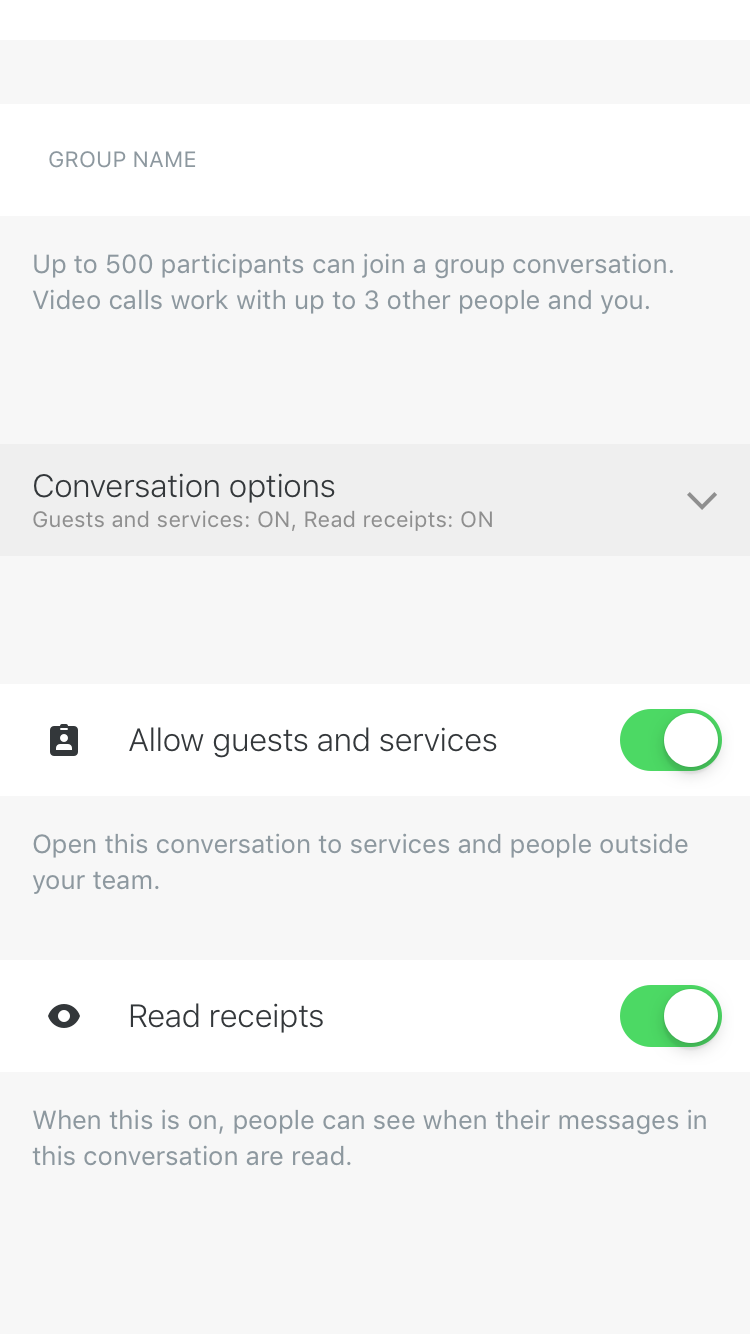 GROUP NAME
Up to 500 participants can join a group conversation.
Video calls work with up to 3 other people and you.
Conversation options
Guests and services: ON, Read receipts: ON
Allow guests and services
Open this conversation to services and people outside
your team.
Read receipts
When this is on, people can see when their messages in
this conversation are read.